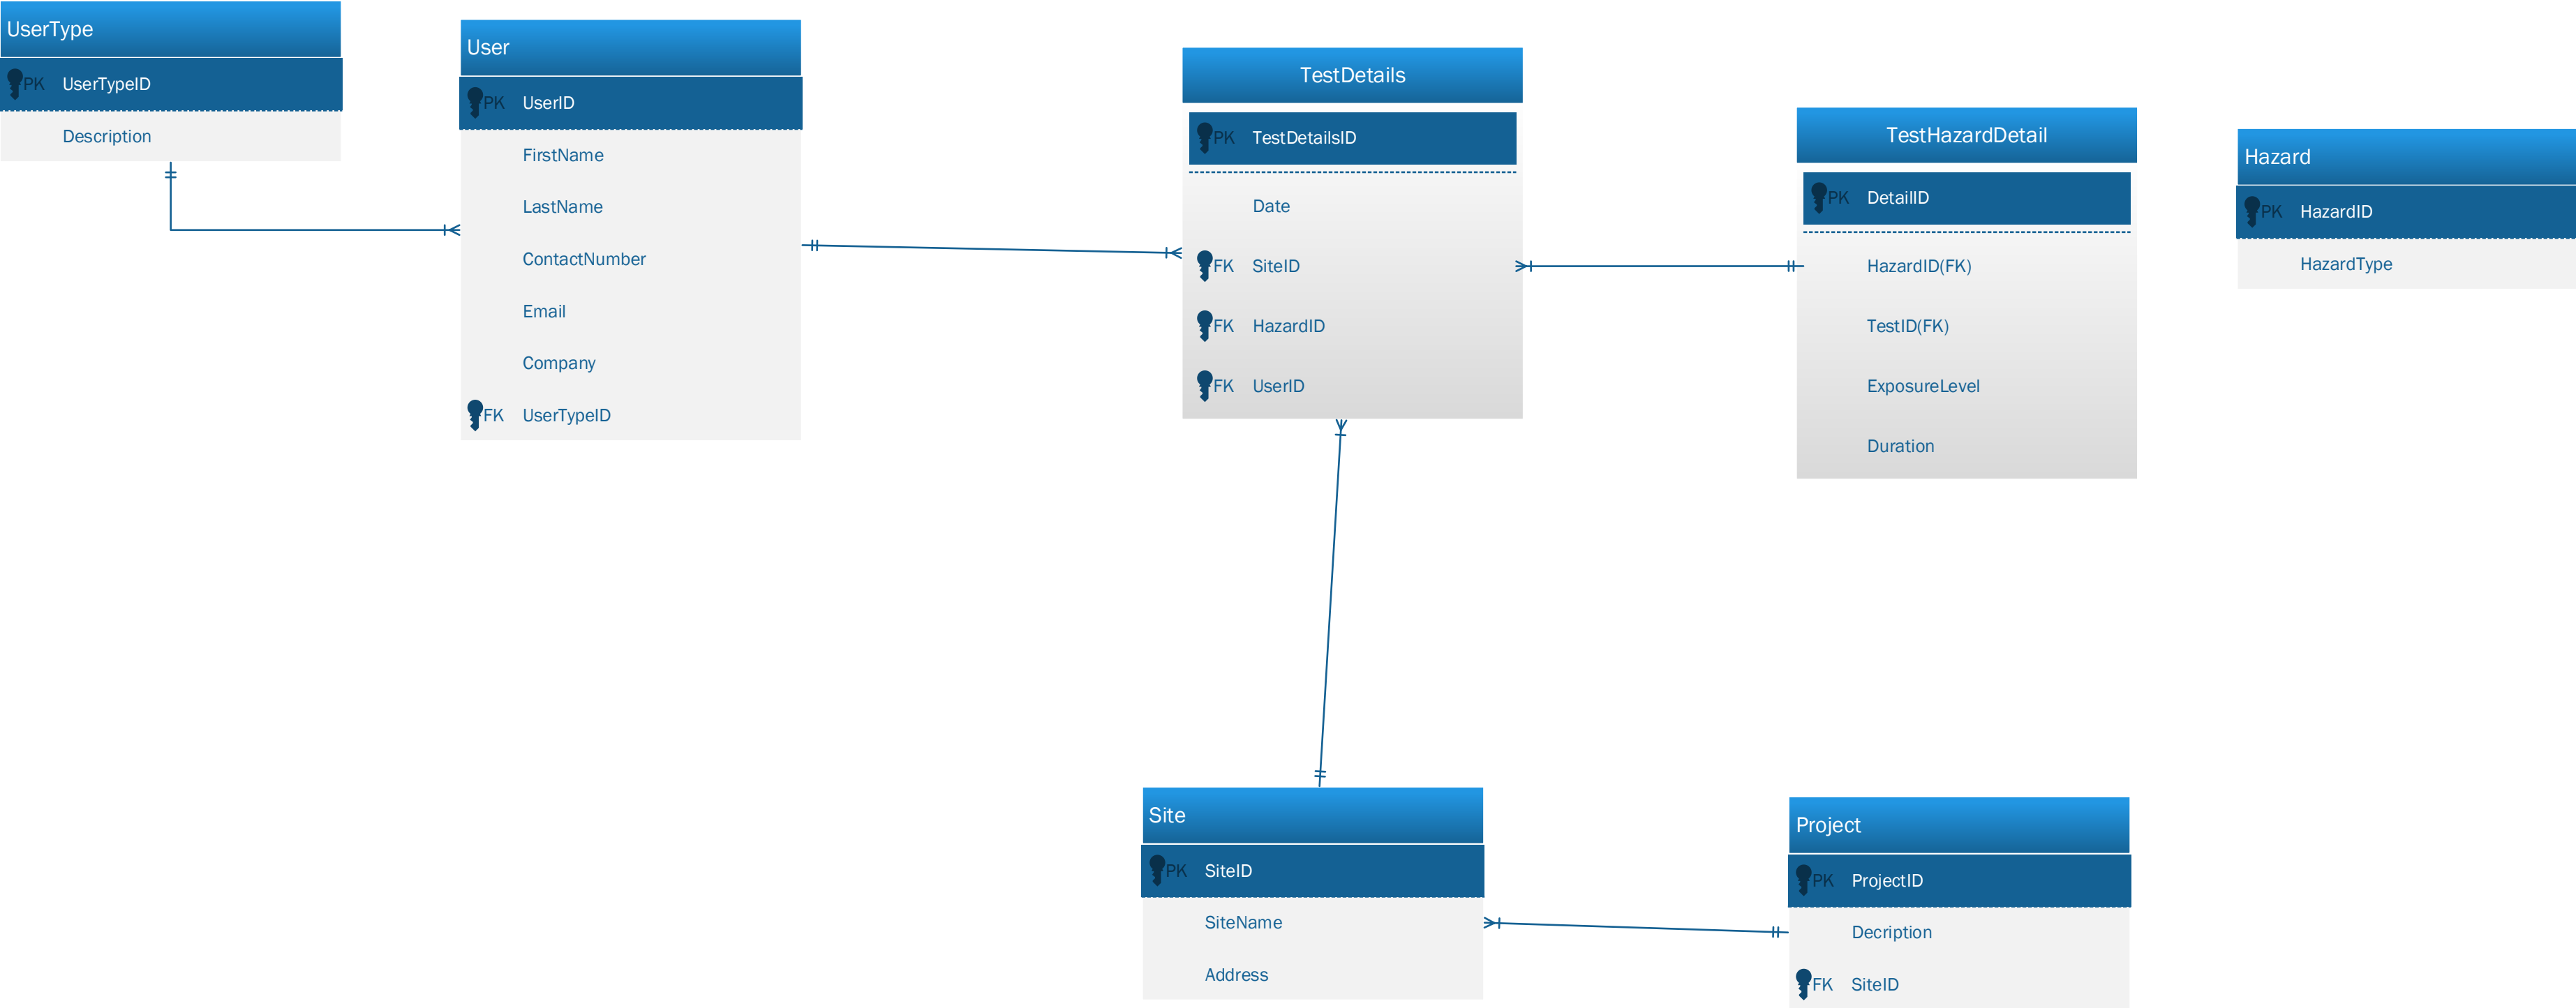 UserType
PK UserTypeID
Description
User
PK UserID
FirstName
LastName
ContactNumber
Email
Company
FK UserTypeID
TestDetails
PK TestDetailsID
Date
FK SiteID
FK HazardID
FK UserID
TestHazardDetail
PK DetailID
HazardID(FK)
TestID(FK)
ExposureLevel
Duration
Hazard
PK HazardID
HazardType
Site
PK SiteID
SiteName
Address
Project
PK ProjectID
Decription
FK SiteID